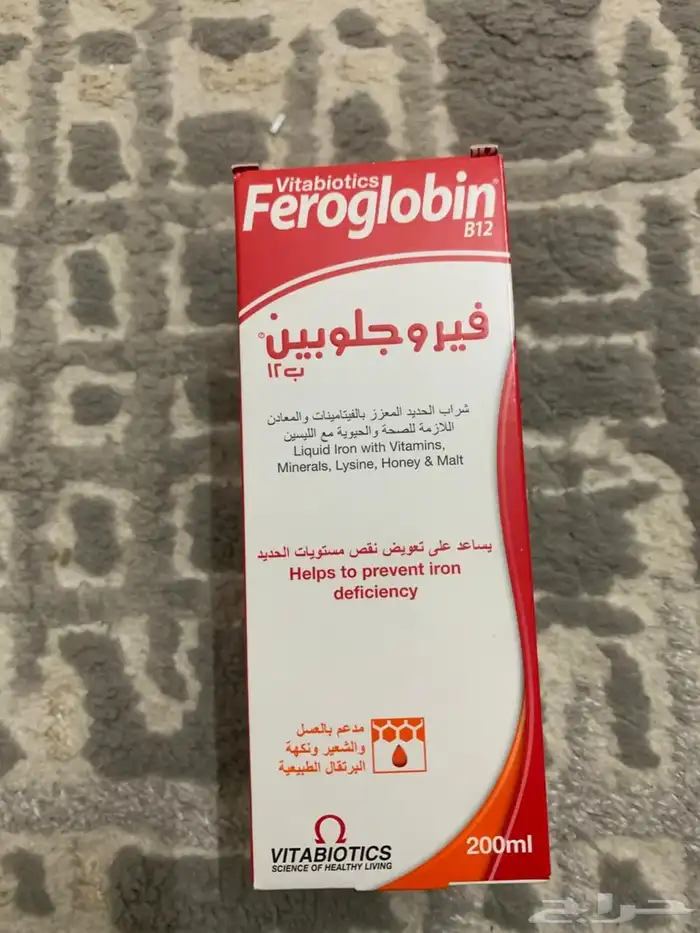 Vitabiotics
Feroglobin
B12
فيروجلوبين
ب١٢
شراب الحديد المعزز بالفيتامينات والمعادن
اللازمة للصحة والحيوية مع الليسين
Liquid Iron with Vitamins,
Minerals, Lysine, Honey & Malt
يساعد على تعويض نقص مستويات الحديد
Helps to prevent iron
deficiency
مدعم بالعسل
والشعير ونكهة
البرتقال الطبيعية
VITABIOTICS
SCIENCE OF HEALTHY LIVING
200ml
حراج